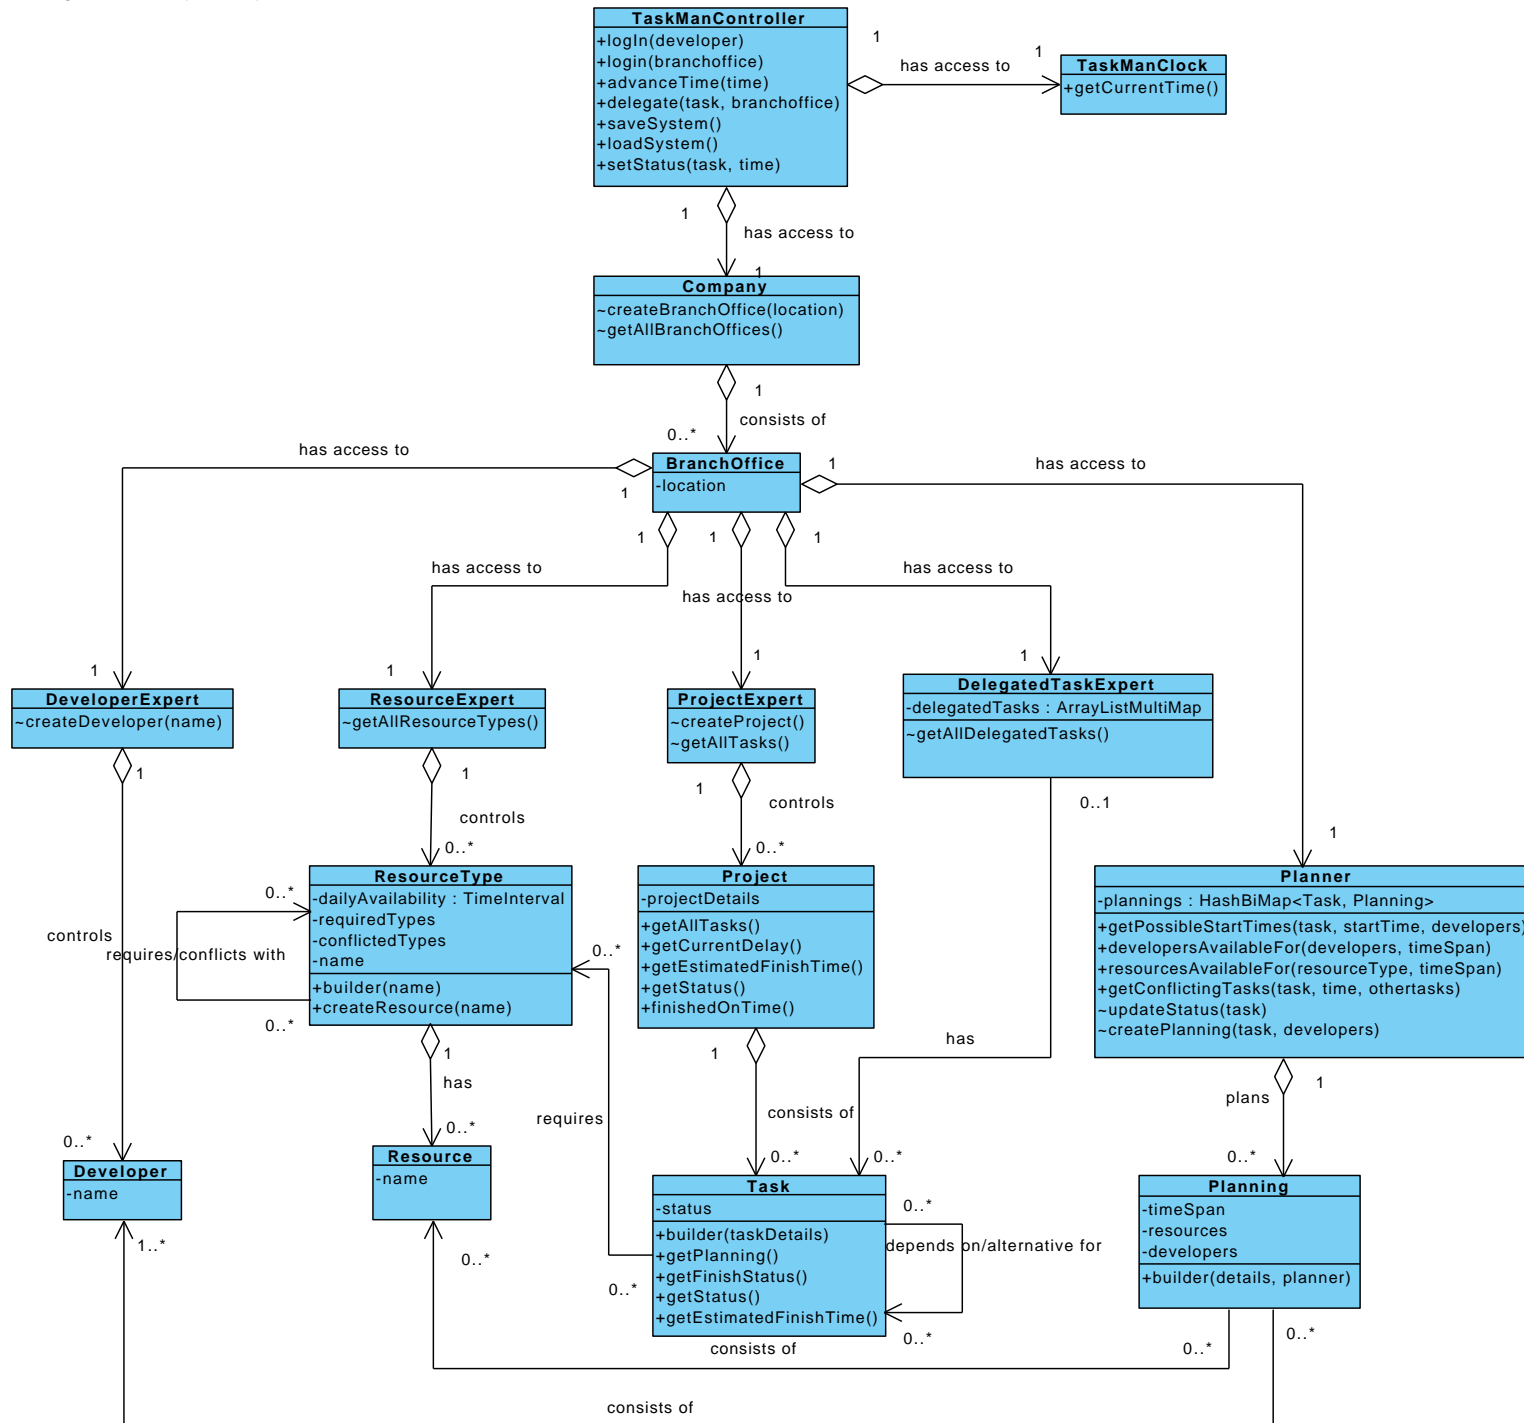 TaskManController
+logIn(developer)
+login(branchoffice)
+advanceTime(time)
+delegate(task, branchoffice)
+saveSystem()
+loadSystem()
+setStatus(task, time)
1
has access to
1
TaskManClock
+getCurrentTime()
1
has access to
1
Company
~createBranchOffice(location)
~getAllBranchOffices()
1
consists of
0..*
BranchOffice
-location
has access to
1
1
has access to
1
has access to
1
has access to
1
has access to
1
1
1
1
1
DeveloperExpert
~createDeveloper(name)
ResourceExpert
~getAllResourceTypes()
ProjectExpert
~createProject()
~getAllTasks()
DelegatedTaskExpert
-delegatedTasks : ArrayListMultiMap
~getAllDelegatedTasks()
1
controls
0..*
1
controls
0..*
1
controls
0..*
0..1
has
0..*
ResourceType
-dailyAvailability : TimeInterval
-requiredTypes
-conflictedTypes
-name
+builder(name)
+createResource(name)
0..*
requires/conflicts with
0..*
Project
-projectDetails
+getAllTasks()
+getCurrentDelay()
+getEstimatedFinishTime()
+getStatus()
+finishedOnTime()
Planner
-plannings : HashBiMap<Task, Planning>
+getPossibleStartTimes(task, startTime, developers)
+developersAvailableFor(developers, timeSpan)
+resourcesAvailableFor(resourceType, timeSpan)
+getConflictingTasks(task, time, othertasks)
~updateStatus(task)
~createPlanning(task, developers)
1
has
0..*
0..*
requires
0..*
1
consists of
0..*
1
plans
0..*
Developer
-name
Resource
-name
Task
-status
+builder(taskDetails)
+getPlanning()
+getFinishStatus()
+getStatus()
+getEstimatedFinishTime()
0..*
depends on/alternative for
0..*
Planning
-timeSpan
-resources
-developers
+builder(details, planner)
1..*
0..*
consists of
0..*
0..*
consists of